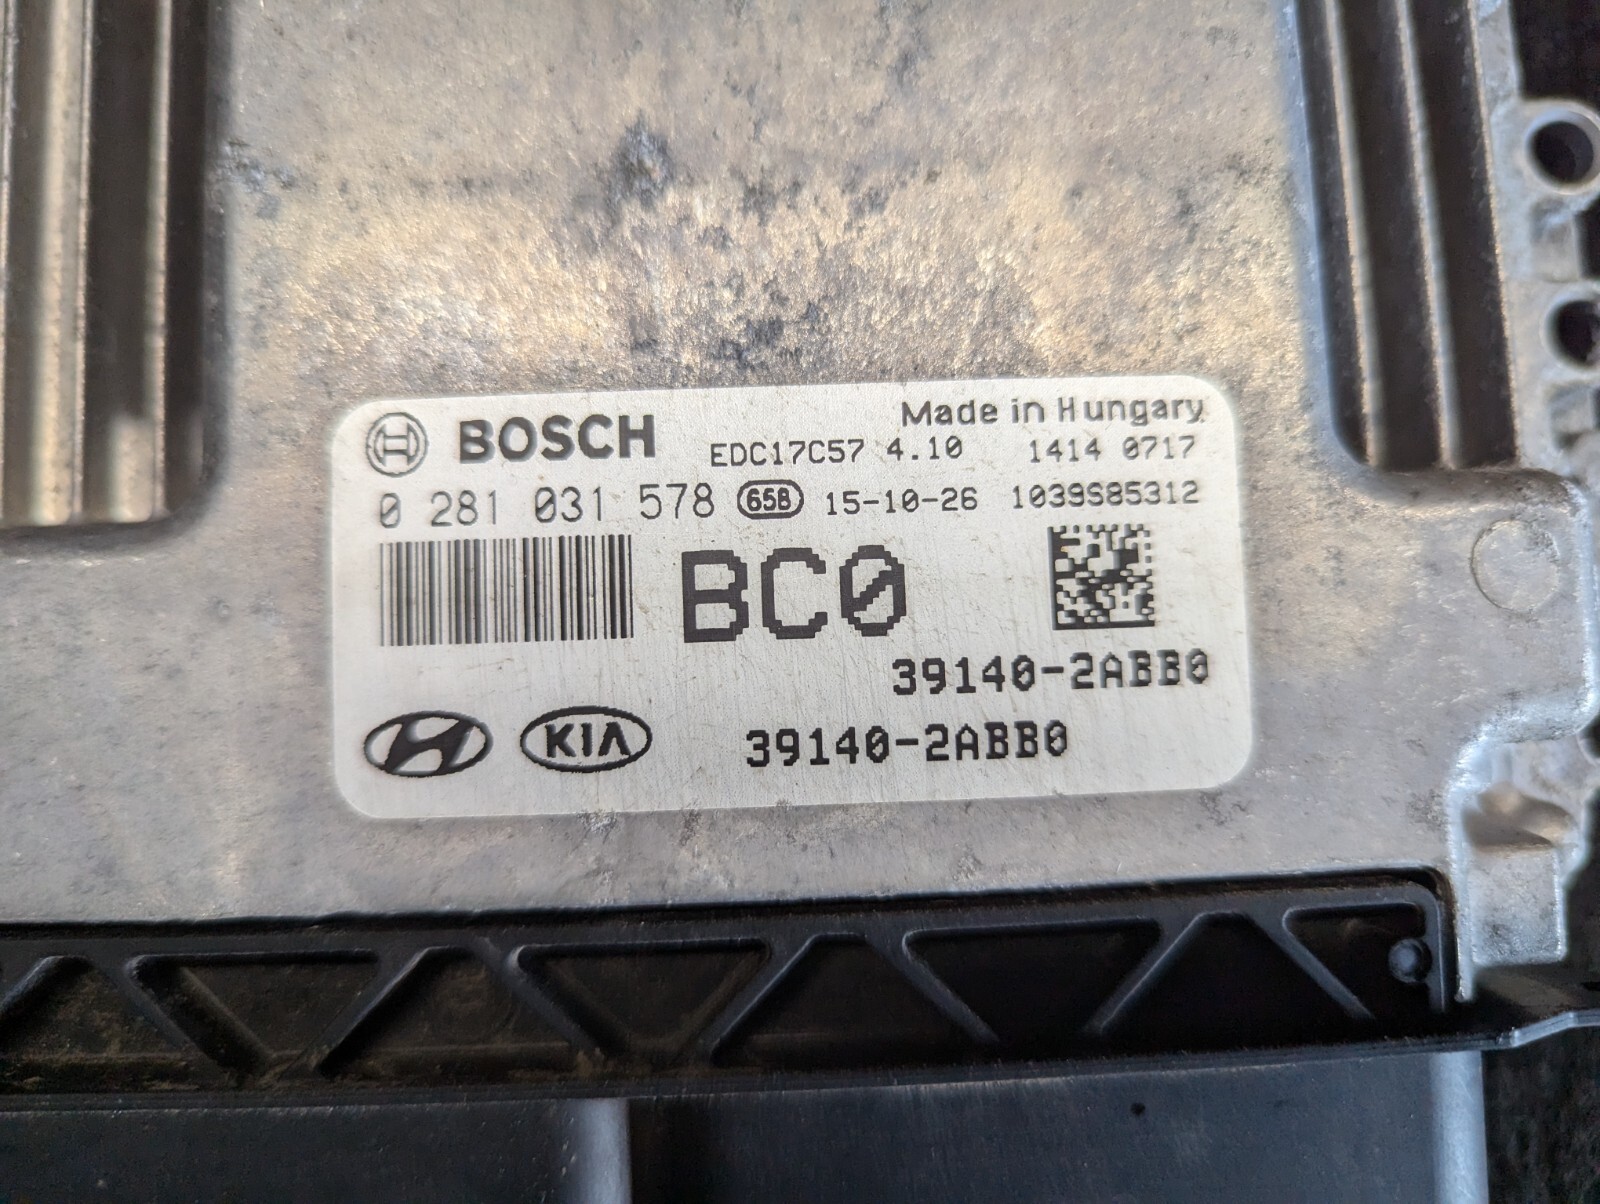 Made in Hungary
BOSCH EDC17C57 4.10 1414 0717
0 281 031 578 65B 15-10-26 1039S85312
BC0
39140-2ABB0
KIA 39140-2ABB0